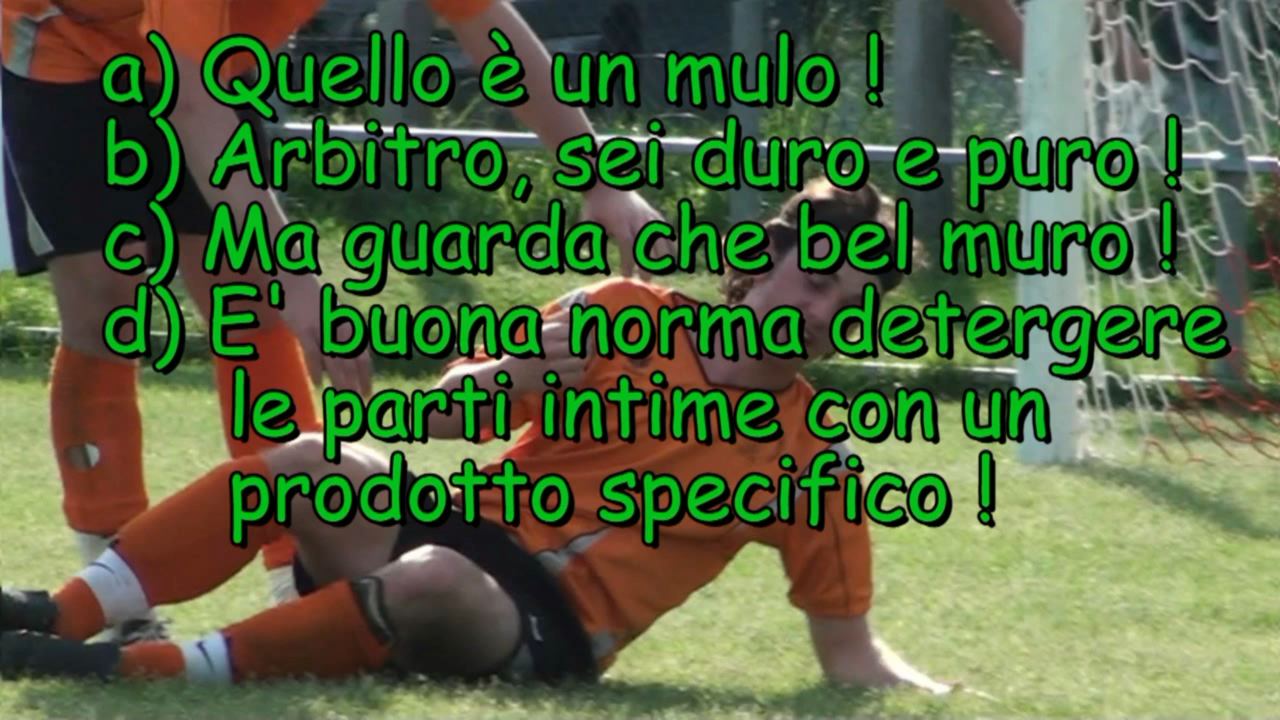 a) Quello è un mulo !
b) Arbitro, sei duro e puro !
c) Ma guarda che bel muro !
d) E' buona norma detergere
le parti intime con un
prodotto specifico !